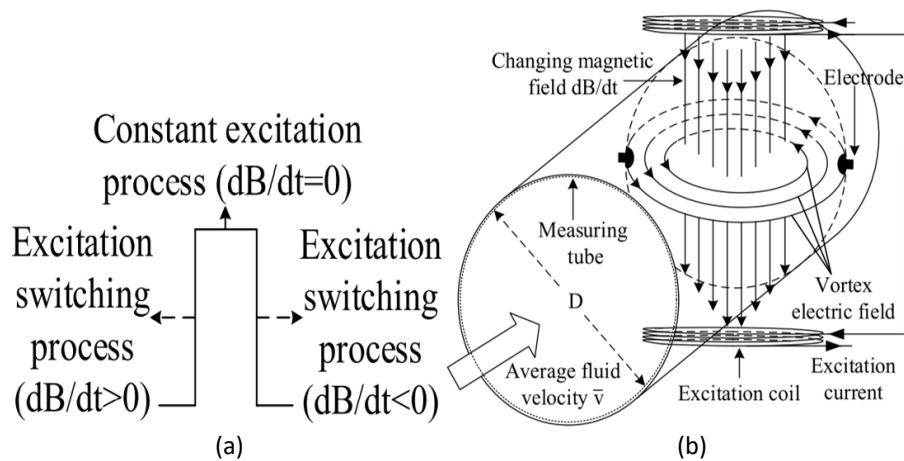 Constant excitation
process (dB/dt=0)
Excitation
switching
process
(dB/dt>0)
Excitation
switching
process
(dB/dt<0)
(a)
Changing magnetic
field dB/dt
Electrode
Measuring
tube
D
Average fluid
velocity v̅
Vortex
electric field
Excitation coil
Excitation
current
(b)